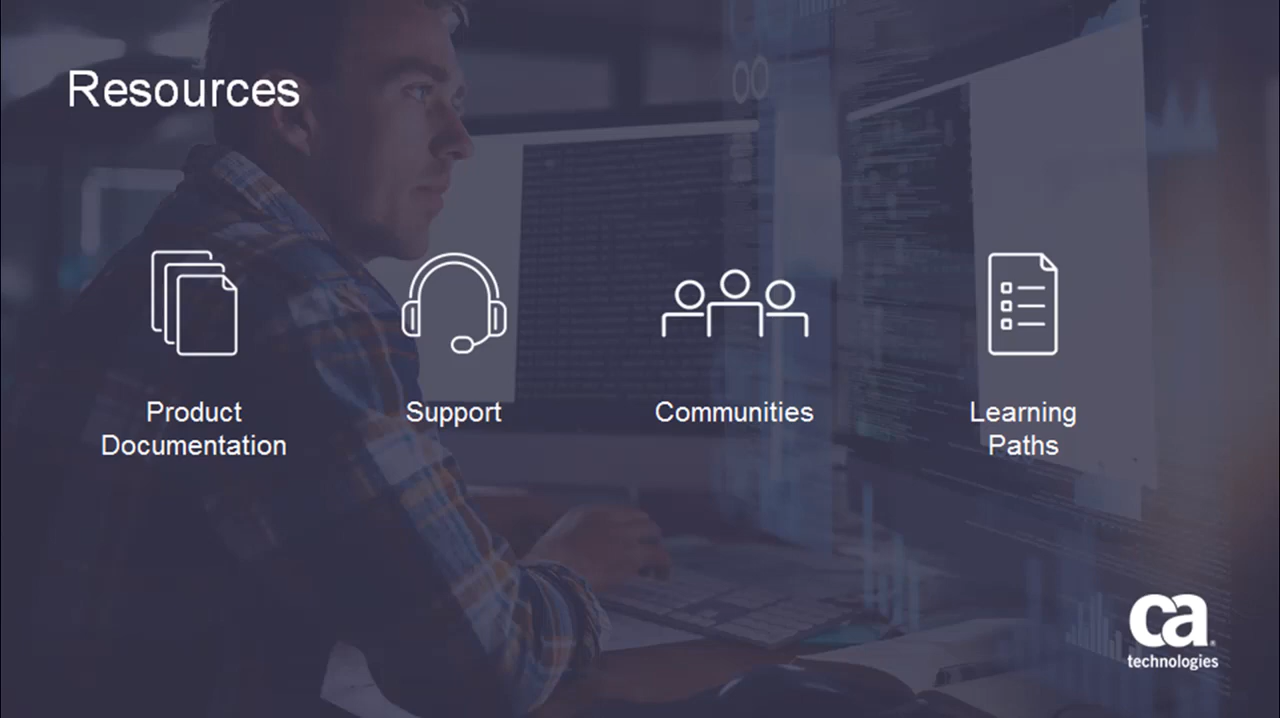 Resources
Product
Documentation
Support
Communities
Learning
Paths
ca
technologies